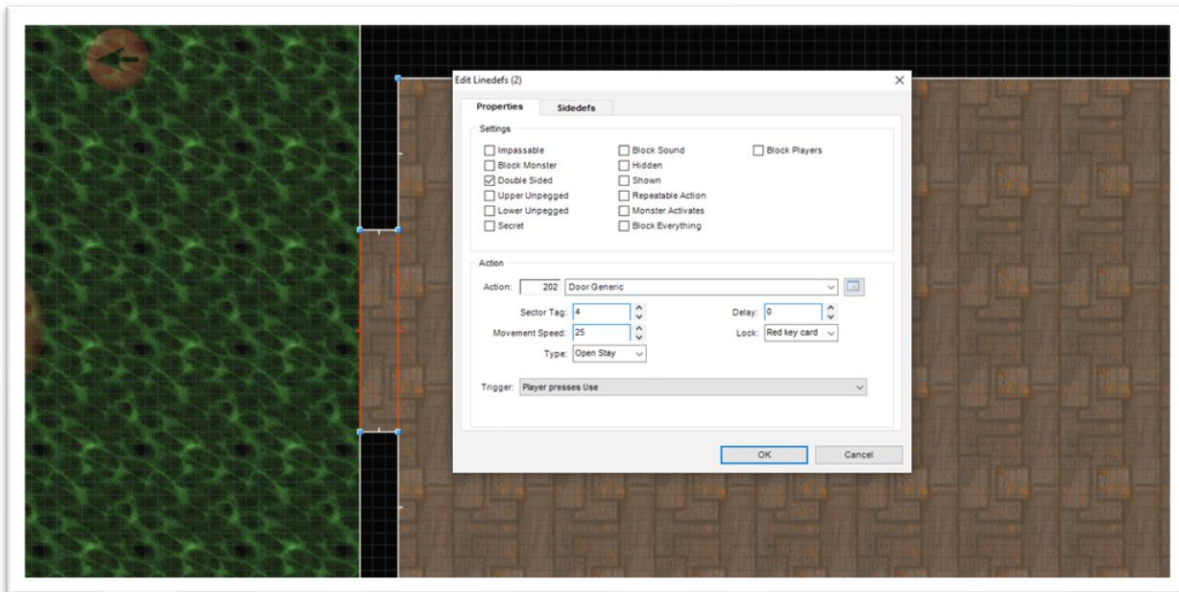 Edit Linedefs (2)
Properties Sidedefs
Settings
Impassable Block Sound Block Players
Block Monster Hidden
Double Sided Shown
Upper Unpegged Repeatable Action
Lower Unpegged Monster Activates
Secret Block Everything
Action
Action: 202 Door Generic
Sector Tag: 4 Delay: 0
Movement Speed: 25 Lock: Red key card
Type: Open Stay
Trigger: Player presses Use
OK Cancel